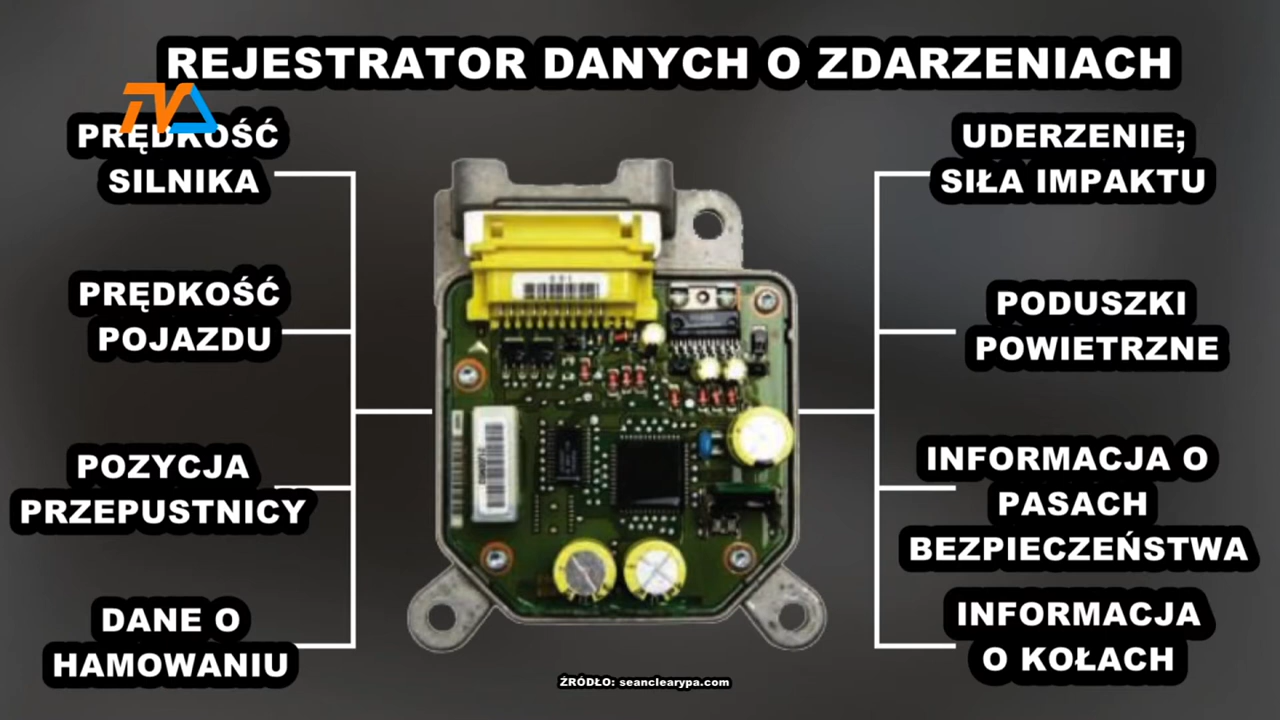 REJESTRATOR DANYCH O ZDARZENIACH
TVA
PRĘDKOŚĆ
SILNIKA
PRĘDKOŚĆ
POJAZDU
POZYCJA
PRZEPUSTNICY
DANE O
HAMOWANIU
UDERZENIE;
SIŁA IMPAKTU
PODUSZKI
POWIETRZNE
INFORMACJA O
PASACH
BEZPIECZEŃSTWA
INFORMACJA
O KOŁACH
ŹRÓDŁO: seanclearypa.com